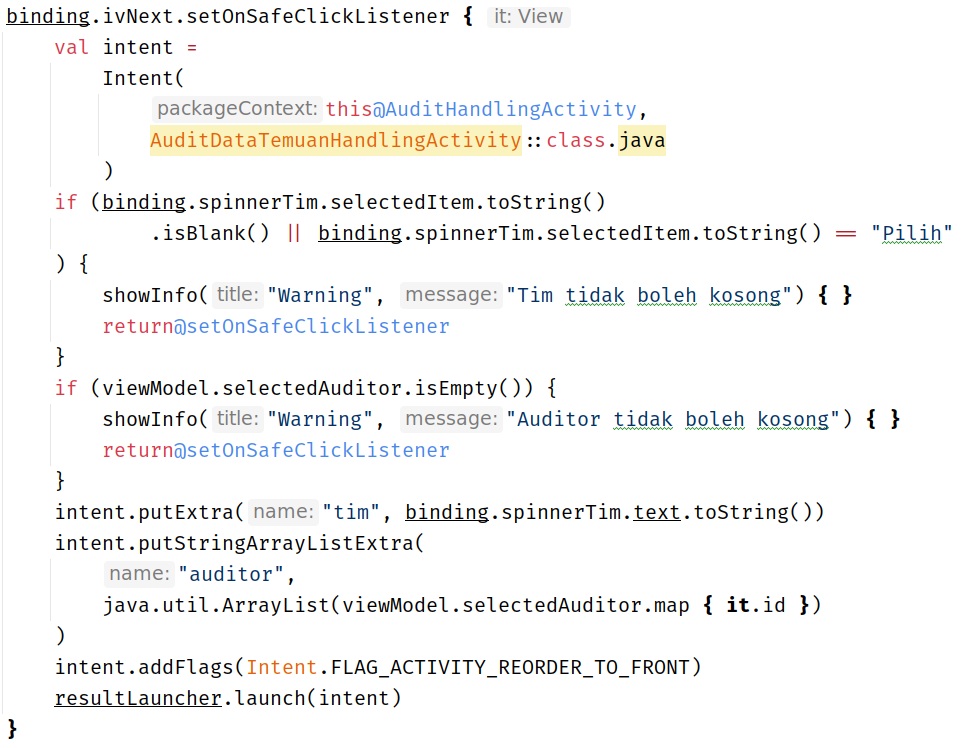 binding.ivNext.setOnSafeClickListener { it: View
    val intent =
        Intent(
            packageContext: this@AuditHandlingActivity,
            AuditDataTemuanHandlingActivity::class.java
        )
    if (binding.spinnerTim.selectedItem.toString()
            .isBlank() || binding.spinnerTim.selectedItem.toString() == "Pilih"
    ) {
        showInfo( title: "Warning", message: "Tim tidak boleh kosong") { }
        return@setOnSafeClickListener
    }
    if (viewModel.selectedAuditor.isEmpty()) {
        showInfo( title: "Warning", message: "Auditor tidak boleh kosong") { }
        return@setOnSafeClickListener
    }
    intent.putExtra( name: "tim", binding.spinnerTim.text.toString())
    intent.putStringArrayListExtra(
        name: "auditor",
        java.util.ArrayList(viewModel.selectedAuditor.map { it.id })
    )
    intent.addFlags(Intent.FLAG_ACTIVITY_REORDER_TO_FRONT)
    resultLauncher.launch(intent)
}